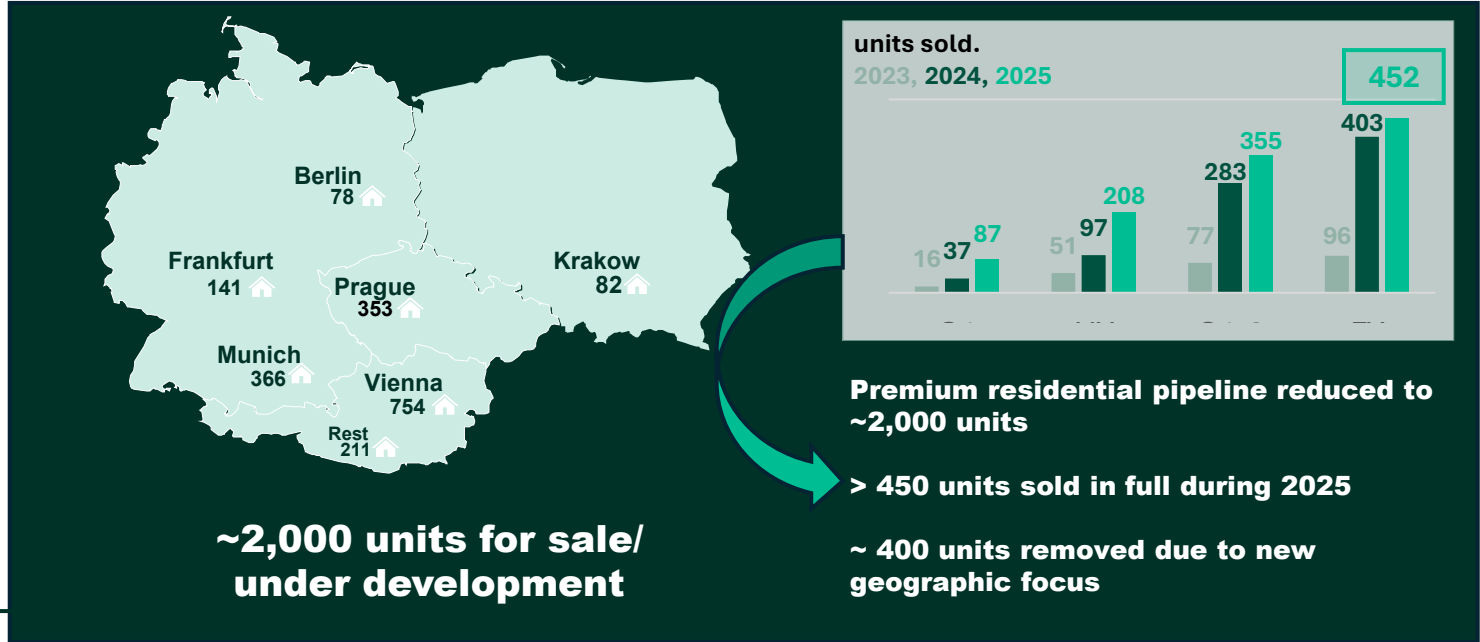 Berlin
78
Frankfurt
141
Prague
353
Krakow
82
Munich
366
Vienna
754
Rest
211
~2,000 units for sale/
under development
units sold.
2023, 2024, 2025
452
16 37 87
51 97 208
77 283 355
96 403
Premium residential pipeline reduced to
~2,000 units
> 450 units sold in full during 2025
~ 400 units removed due to new
geographic focus